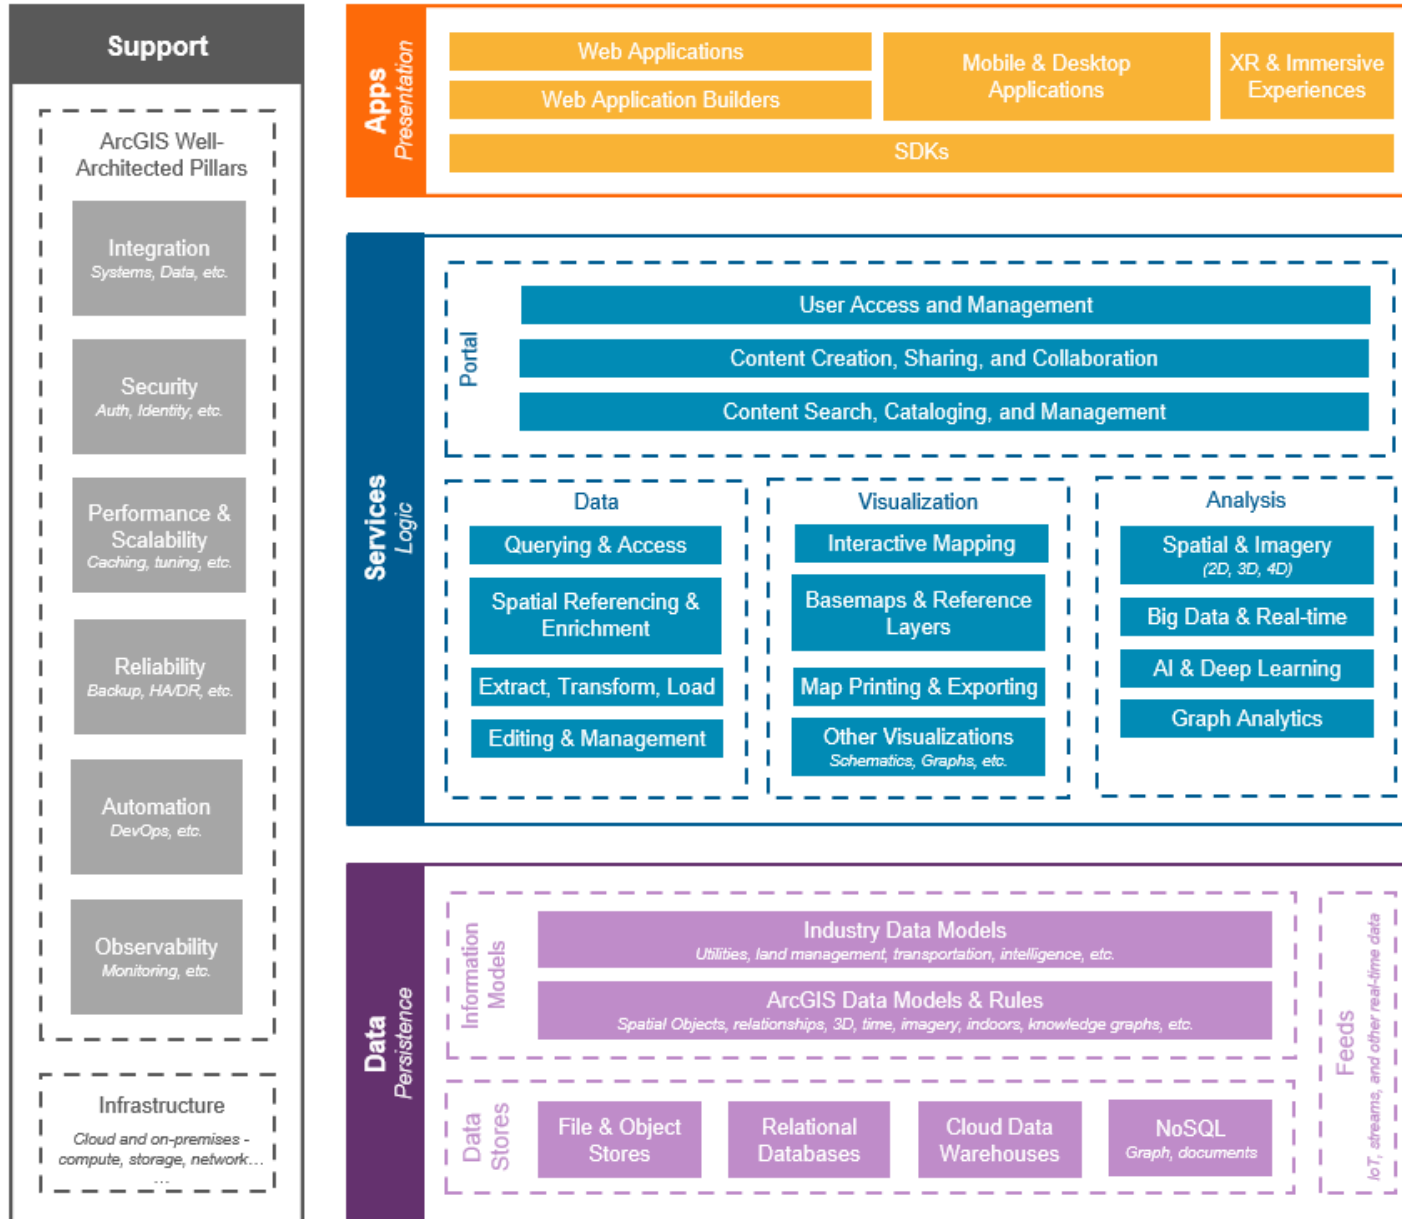 Support
ArcGIS Well-
Architected Pillars
Integration
Systems, Data, etc.
Security
Auth, Identity, etc.
Performance &
Scalability
Caching, tuning, etc.
Reliability
Backup, HA/DR, etc.
Automation
DevOps, etc.
Observability
Monitoring, etc.
Infrastructure
Cloud and on-premises -
compute, storage, network…
…
Apps
Presentation
Web Applications
Web Application Builders
Mobile & Desktop
Applications
XR & Immersive
Experiences
SDKs
Services
Logic
Portal
User Access and Management
Content Creation, Sharing, and Collaboration
Content Search, Cataloging, and Management
Data
Querying & Access
Spatial Referencing &
Enrichment
Extract, Transform, Load
Editing & Management
Visualization
Interactive Mapping
Basemaps & Reference
Layers
Map Printing & Exporting
Other Visualizations
Schematics, Graphs, etc.
Analysis
Spatial & Imagery
(2D, 3D, 4D)
Big Data & Real-time
AI & Deep Learning
Graph Analytics
Data
Persistence
Information
Models
Industry Data Models
Utilities, land management, transportation, intelligence, etc.
ArcGIS Data Models & Rules
Spatial Objects, relationships, 3D, time, imagery, indoors, knowledge graphs, etc.
Data
Stores
File & Object
Stores
Relational
Databases
Cloud Data
Warehouses
NoSQL
Graph, documents
Feeds
IoT, streams, and other real-time data